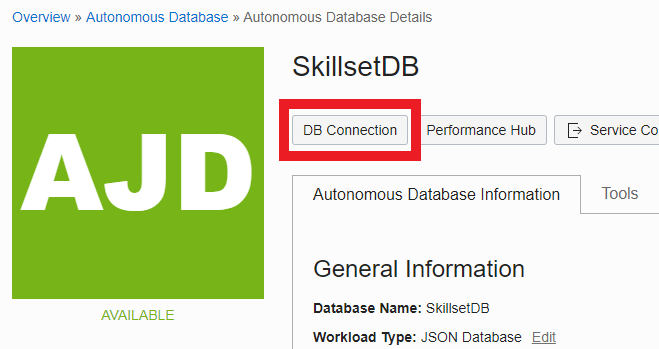 Overview » Autonomous Database » Autonomous Database Details
AJD
AVAILABLE
SkillsetDB
DB Connection Performance Hub Service Co
Autonomous Database Information Tools
General Information
Database Name: SkillsetDB
Workload Type: JSON Database Edit